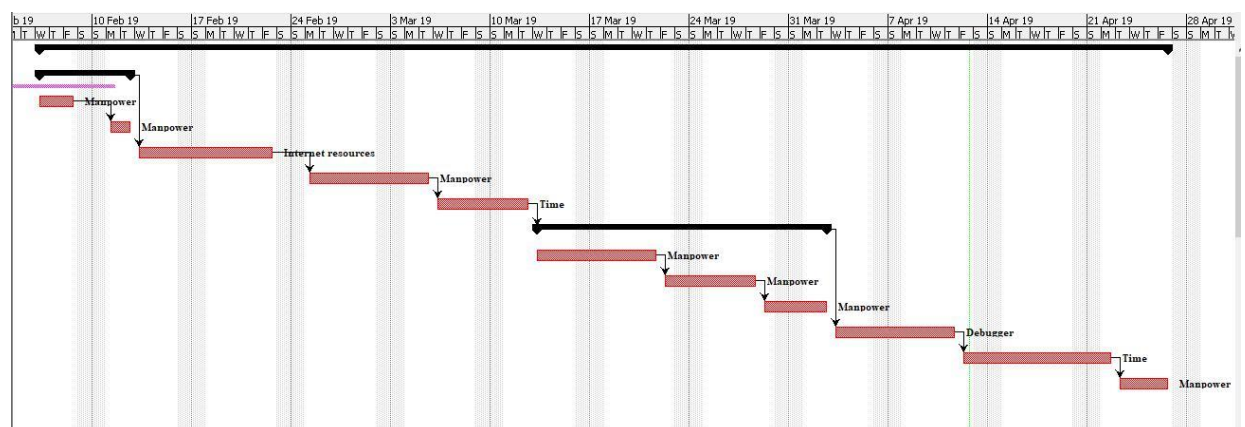 b 19 10 Feb 19 17 Feb 19 24 Feb 19 3 Mar 19 10 Mar 19 17 Mar 19 24 Mar 19 31 Mar 19 7 Apr 19 14 Apr 19 21 Apr 19 28 Apr 19
T W T F S S M T W T F S S M T W T F S S M T W T F S S M T W T F S S M T W T F S S M T W T F S S M T W T F S S M T W T F S S M T W T F S S M T W T F S S M T W T F S S M T
Manpower
Manpower
Internet resources
Manpower
Time
Manpower
Manpower
Manpower
Debugger
Time
Manpower